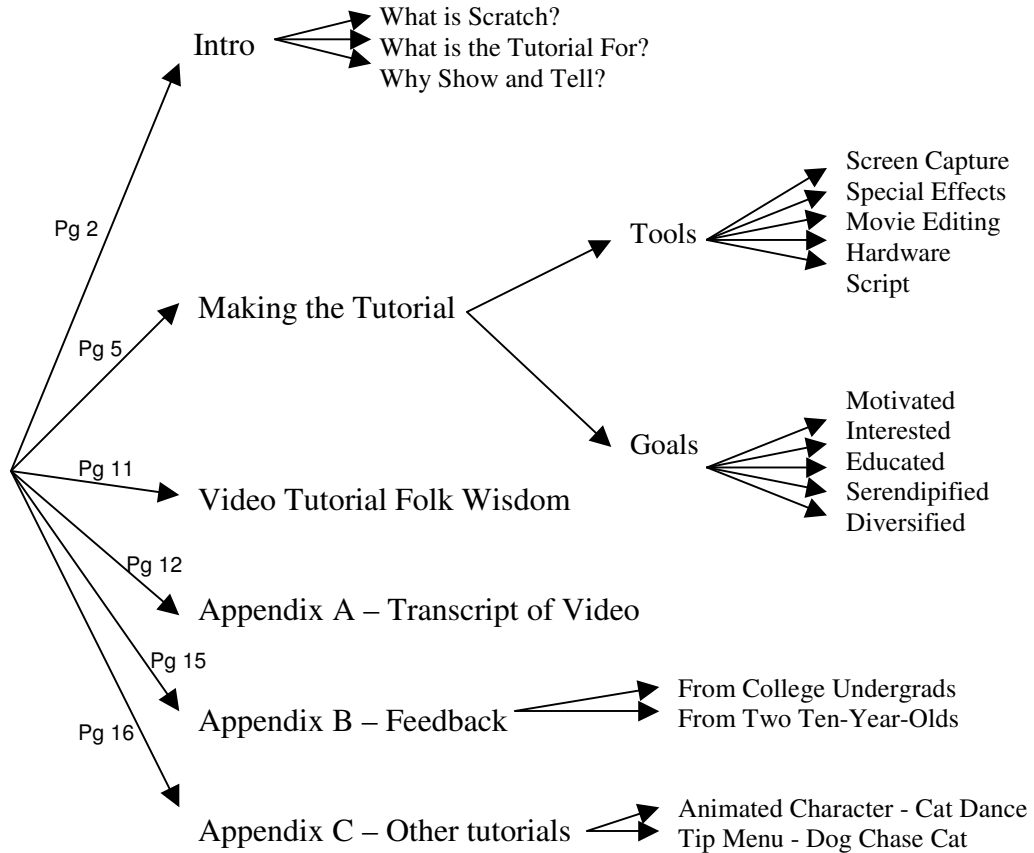 Intro
What is Scratch?
What is the Tutorial For?
Why Show and Tell?
Pg 2
Making the Tutorial
Pg 5
Tools
Screen Capture
Special Effects
Movie Editing
Hardware
Script
Goals
Motivated
Interested
Educated
Serendipified
Diversified
Pg 11
Video Tutorial Folk Wisdom
Pg 12
Appendix A – Transcript of Video
Pg 15
Appendix B – Feedback
From College Undergrads
From Two Ten-Year-Olds
Pg 16
Appendix C – Other tutorials
Animated Character - Cat Dance
Tip Menu - Dog Chase Cat